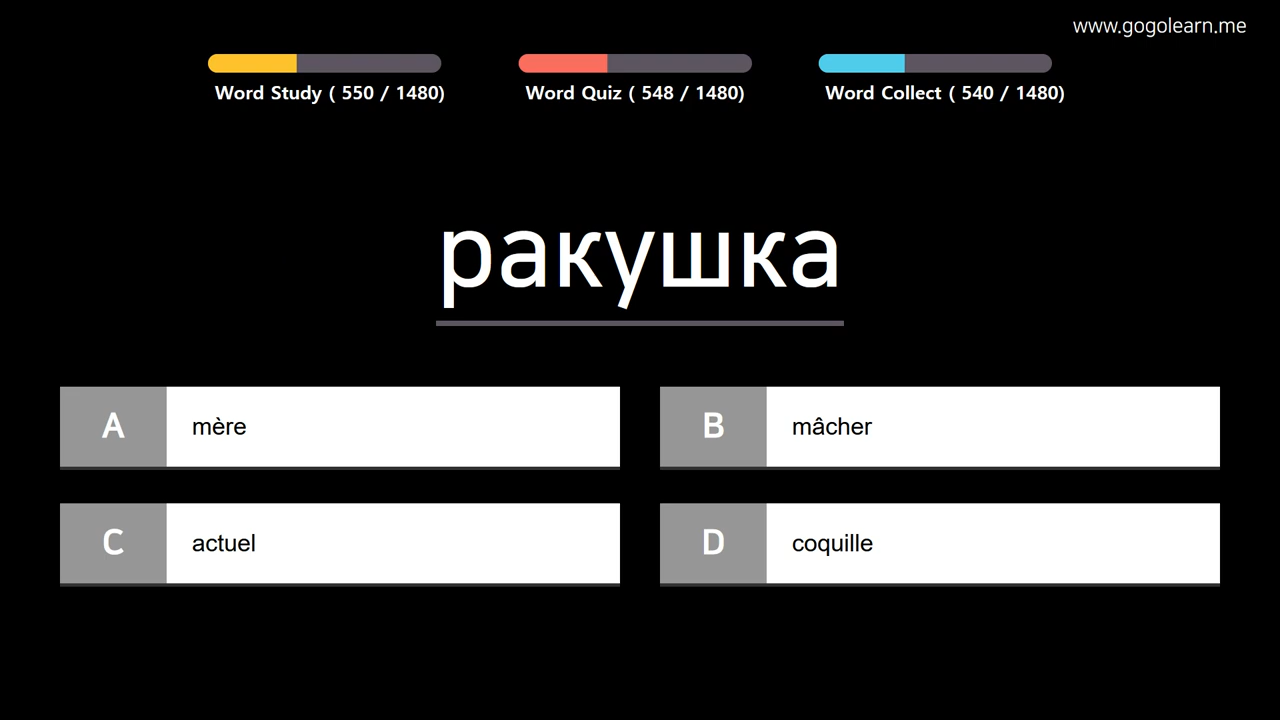 www.gogolearn.me
Word Study ( 550 / 1480)
Word Quiz ( 548 / 1480)
Word Collect ( 540 / 1480)
ракушка
A mère
B mâcher
C actuel
D coquille